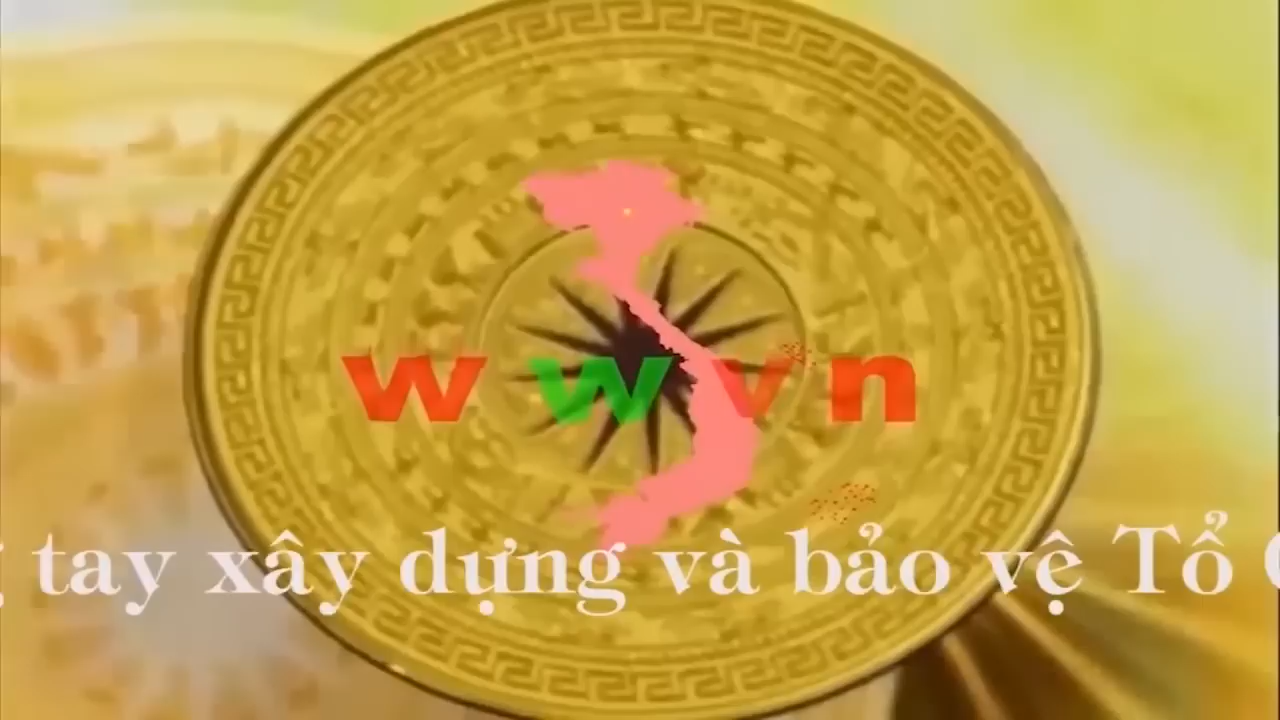 wwvn
tay xây dựng và bảo vệ Tổ